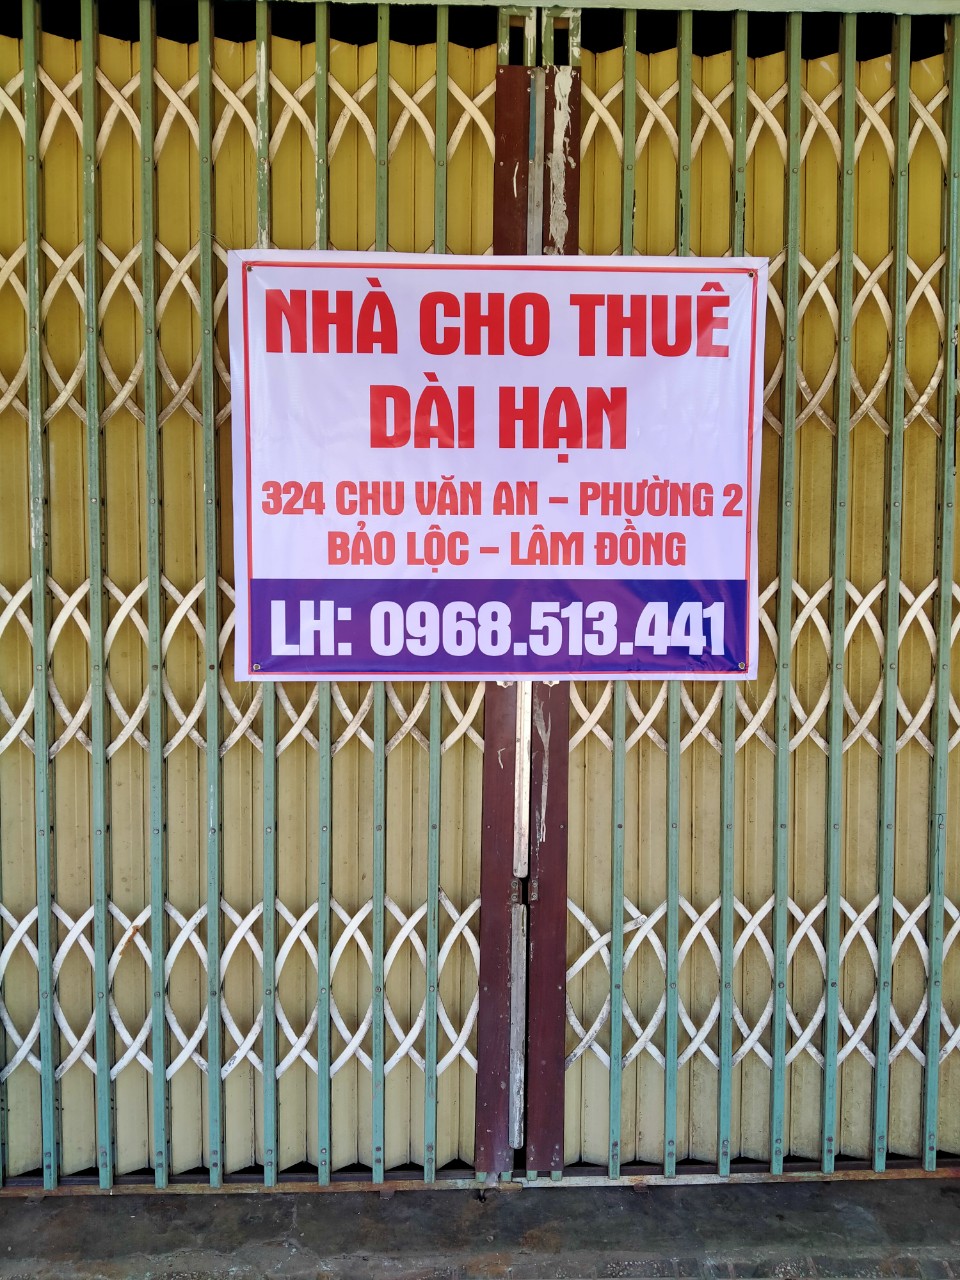 NHÀ CHO THUÊ
DÀI HẠN
324 CHU VĂN AN – PHƯỜNG 2
BẢO LỘC – LÂM ĐỒNG
LH: 0968.513.441